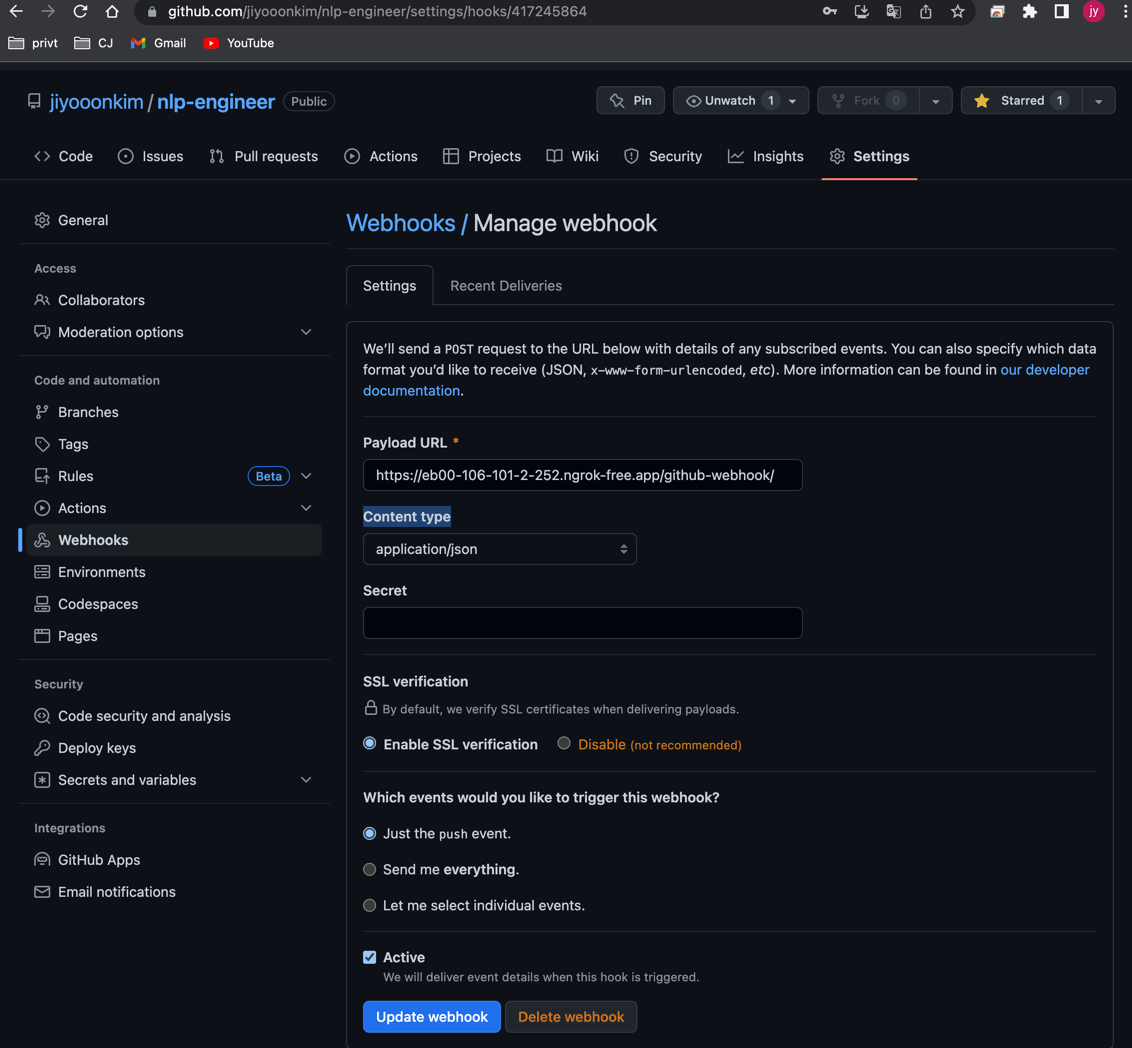 github.com/jiyooonkim/nlp-engineer/settings/hooks/417245864
jy
privt CJ Gmail YouTube
jiyooonkim / nlp-engineer Public
Pin Unwatch 1 Fork 0 Starred 1
Code Issues Pull requests Actions Projects Wiki Security Insights Settings
General
Access
Collaborators
Moderation options
Code and automation
Branches
Tags
Rules Beta
Actions
Webhooks
Environments
Codespaces
Pages
Security
Code security and analysis
Deploy keys
Secrets and variables
Integrations
GitHub Apps
Email notifications
Webhooks / Manage webhook
Settings Recent Deliveries
We’ll send a POST request to the URL below with details of any subscribed events. You can also specify which data
format you’d like to receive (JSON, x-www-form-urlencoded, etc). More information can be found in our developer
documentation.
Payload URL *
https://eb00-106-101-2-252.ngrok-free.app/github-webhook/
Content type
application/json
Secret
SSL verification
By default, we verify SSL certificates when delivering payloads.
Enable SSL verification Disable (not recommended)
Which events would you like to trigger this webhook?
Just the push event.
Send me everything.
Let me select individual events.
Active
We will deliver event details when this hook is triggered.
Update webhook Delete webhook